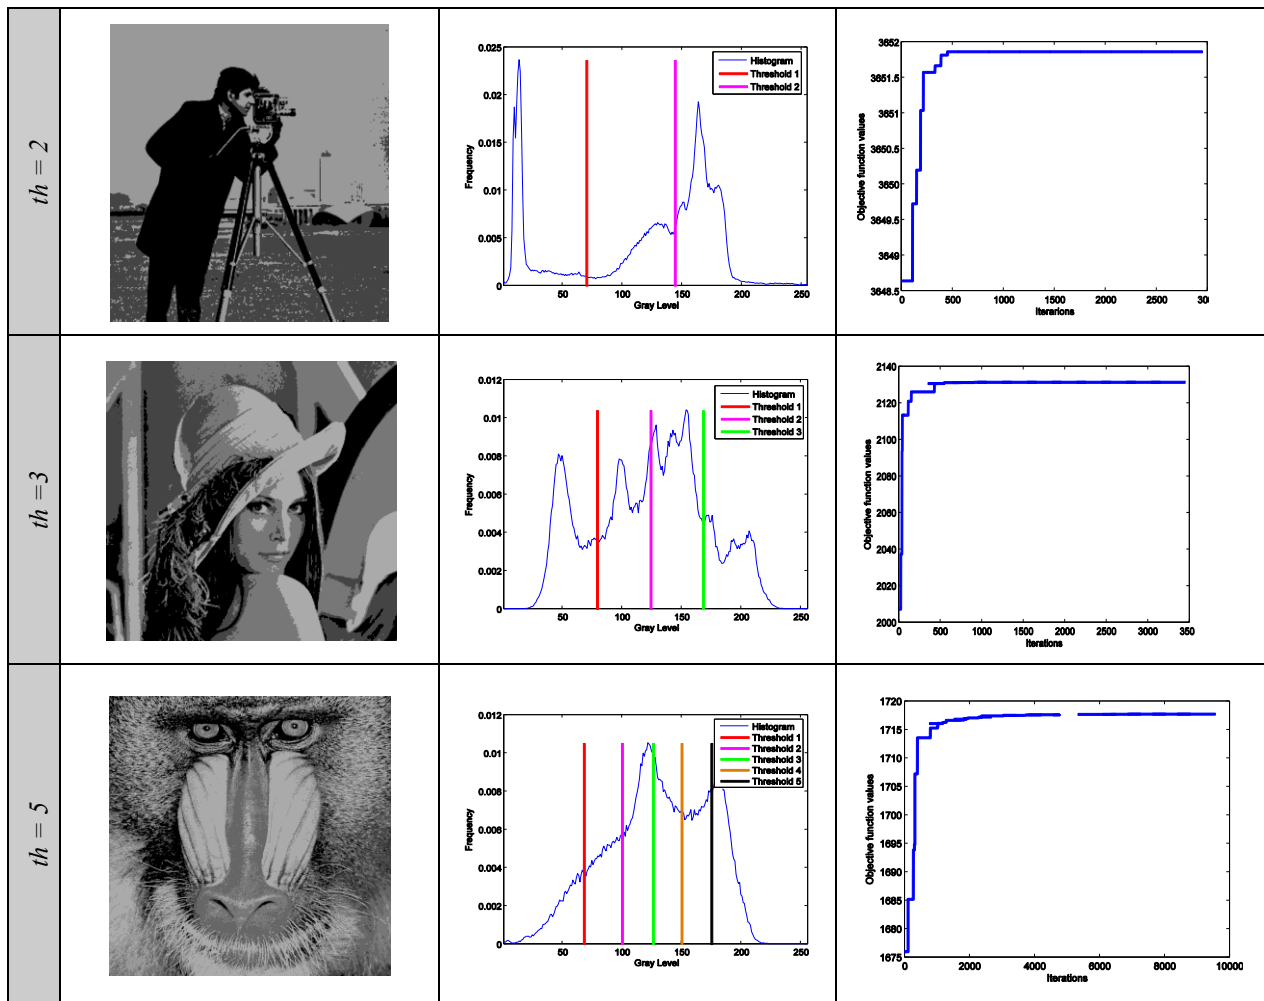 th = 2
0.025
0.02
0.015
0.01
0.005
0
50
100
150
200
250
Frequency
Gray Level
Histogram
Threshold 1
Threshold 2
3652
3651.5
3651
3650.5
3650
3649.5
3649
3648.5
0
500
1000
1500
2000
2500
30
Objective function values
Iterarions
th =3
0.012
0.01
0.008
0.006
0.004
0.002
0
50
100
150
200
250
Frequency
Gray Level
Histogram
Threshold 1
Threshold 2
Threshold 3
2140
2120
2100
2080
2060
2040
2020
2000
0
500
1000
1500
2000
2500
3000
350
Objective function values
Iterations
th = 5
0.012
0.01
0.008
0.006
0.004
0.002
0
50
100
150
200
250
Frequency
Gray Level
Histogram
Threshold 1
Threshold 2
Threshold 3
Threshold 4
Threshold 5
1720
1715
1710
1705
1700
1695
1690
1685
1680
1675
0
2000
4000
6000
8000
10000
Objective function values
Iterations